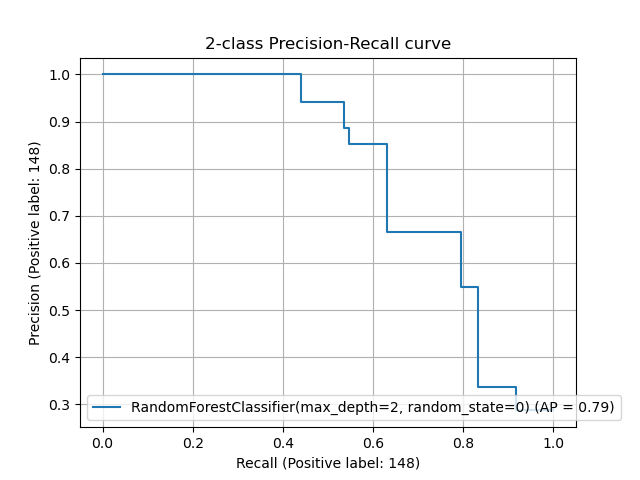 2-class Precision-Recall curve
Precision (Positive label: 148)
1.0
0.9
0.8
0.7
0.6
0.5
0.4
0.3
RandomForestClassifier(max_depth=2, random_state=0) (AP = 0.79)
0.0 0.2 0.4 0.6 0.8 1.0
Recall (Positive label: 148)